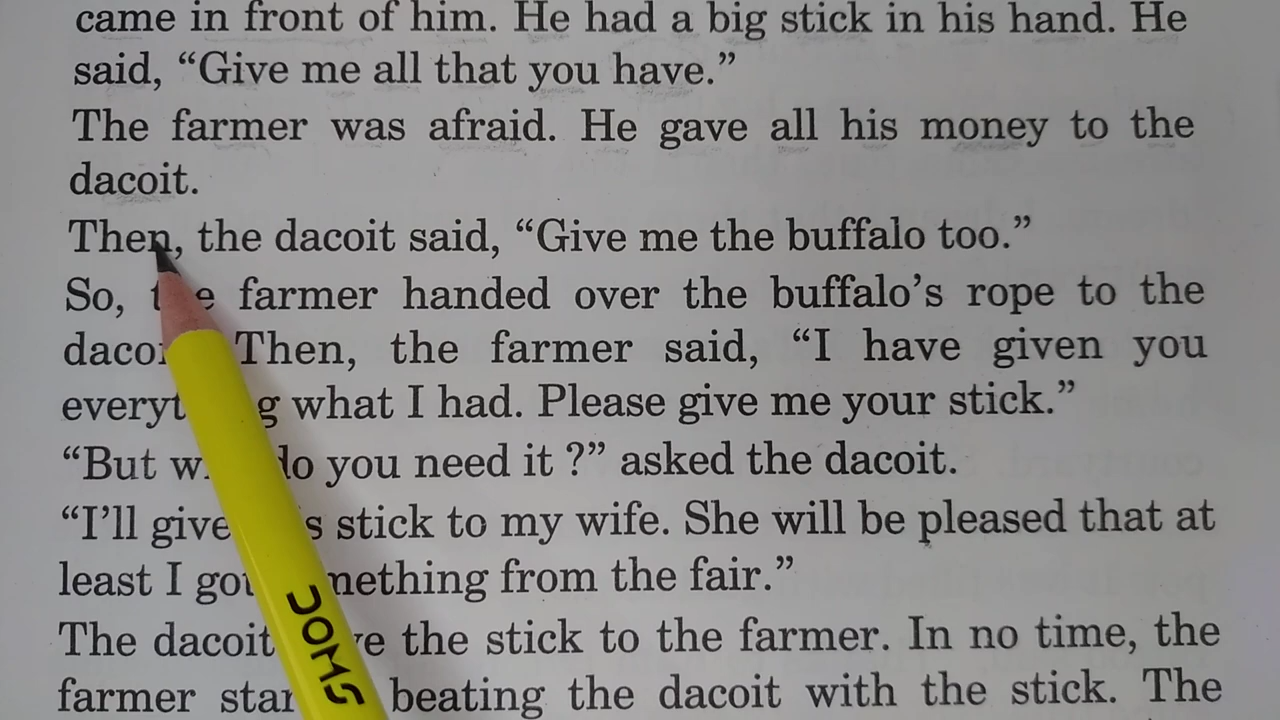 came in front of him. He had a big stick in his hand. He
said, “Give me all that you have.”
The farmer was afraid. He gave all his money to the
dacoit.
Then, the dacoit said, “Give me the buffalo too.”
So, farmer handed over the buffalo’s rope to the
Then, the farmer said, “I have given you
what I had. Please give me your stick.”
“But do you need it ?” asked the dacoit.
“I’ll give stick to my wife. She will be pleased that at
least I from the fair.”
The dacoit the stick to the farmer. In no time, the
farmer beating the dacoit with the stick. The
DOMS